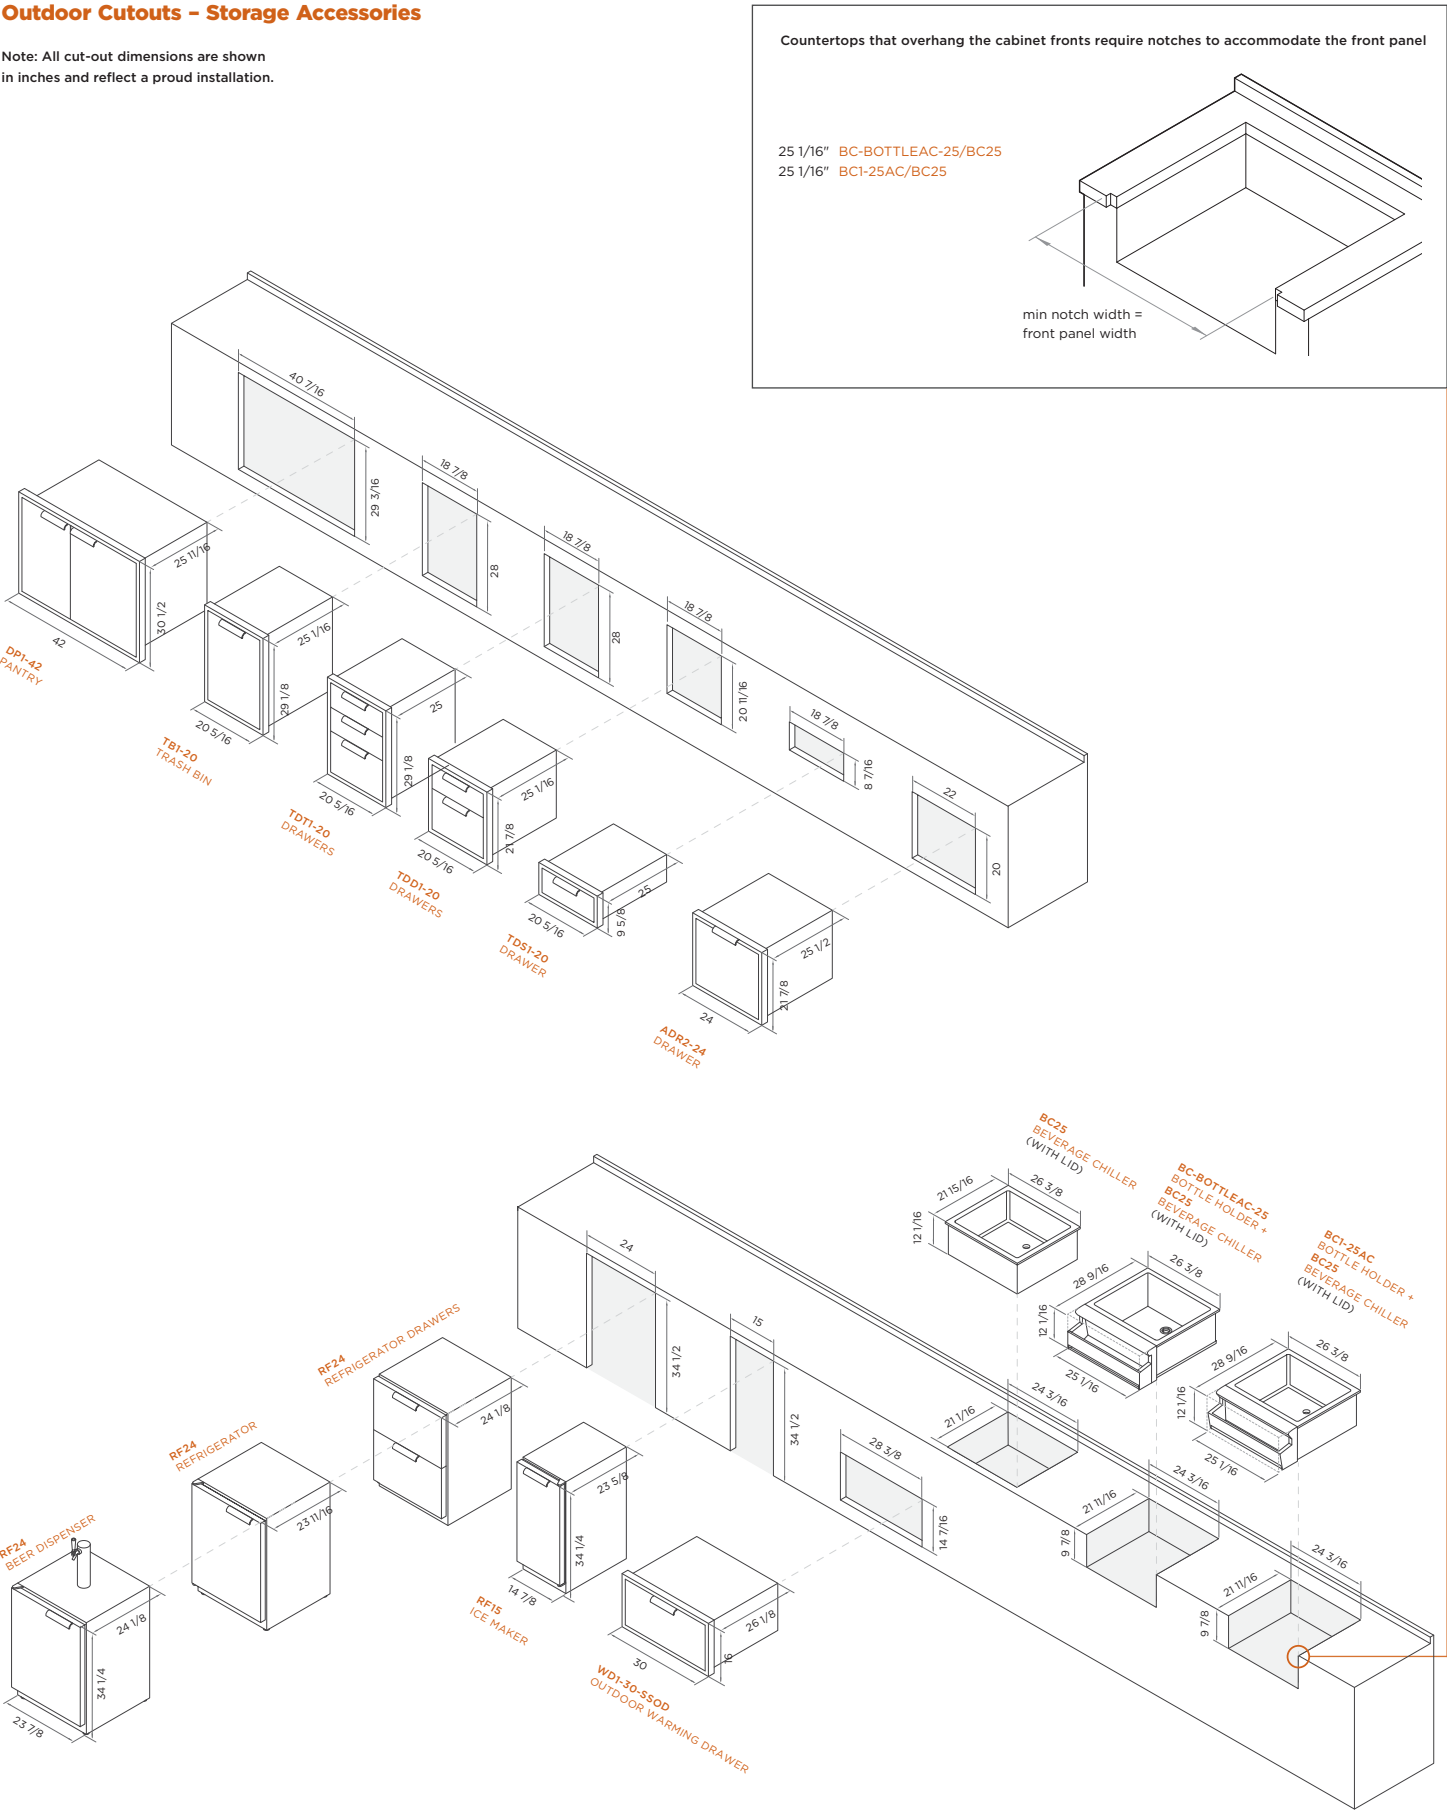 Outdoor Cutouts – Storage Accessories
Note: All cut-out dimensions are shown
in inches and reflect a proud installation.
Countertops that overhang the cabinet fronts require notches to accommodate the front panel
25 1/16" BC-BOTTLEAC-25/BC25
25 1/16" BC1-25AC/BC25
min notch width =
front panel width
40 7/16
29 3/16
18 7/8
28
18 7/8
28
18 7/8
20 11/16
18 7/8
8 7/16
22
20
25 11/16
30 1/2
42
DP1-42
PANTRY
25 1/16
29 1/8
20 5/16
TB1-20
TRASH BIN
25
29 1/8
20 5/16
TDT1-20
DRAWERS
25 1/16
21 7/8
20 5/16
TDD1-20
DRAWERS
25
9 5/8
20 5/16
TDS1-20
DRAWER
25 1/2
21 7/8
24
ADR2-24
DRAWER
BC25
BEVERAGE CHILLER
(WITH LID)
21 15/16
26 3/8
12 1/16
BC-BOTTLEAC-25
BOTTLE HOLDER +
BC25
BEVERAGE CHILLER
(WITH LID)
28 9/16
26 3/8
12 1/16
25 1/16
BC1-25AC
BOTTLE HOLDER +
BC25
BEVERAGE CHILLER
(WITH LID)
28 9/16
26 3/8
12 1/16
25 1/16
24
34 1/2
15
34 1/2
28 3/8
14 7/16
21 1/16
24 3/16
21 11/16
24 3/16
9 7/8
21 11/16
24 3/16
9 7/8
RF24
REFRIGERATOR DRAWERS
24 1/8
RF24
REFRIGERATOR
23 11/16
RF24
BEER DISPENSER
24 1/8
34 1/4
23 7/8
23 5/8
34 1/4
14 7/8
RF15
ICE MAKER
26 1/8
16
30
WD1-30-SSOD
OUTDOOR WARMING DRAWER